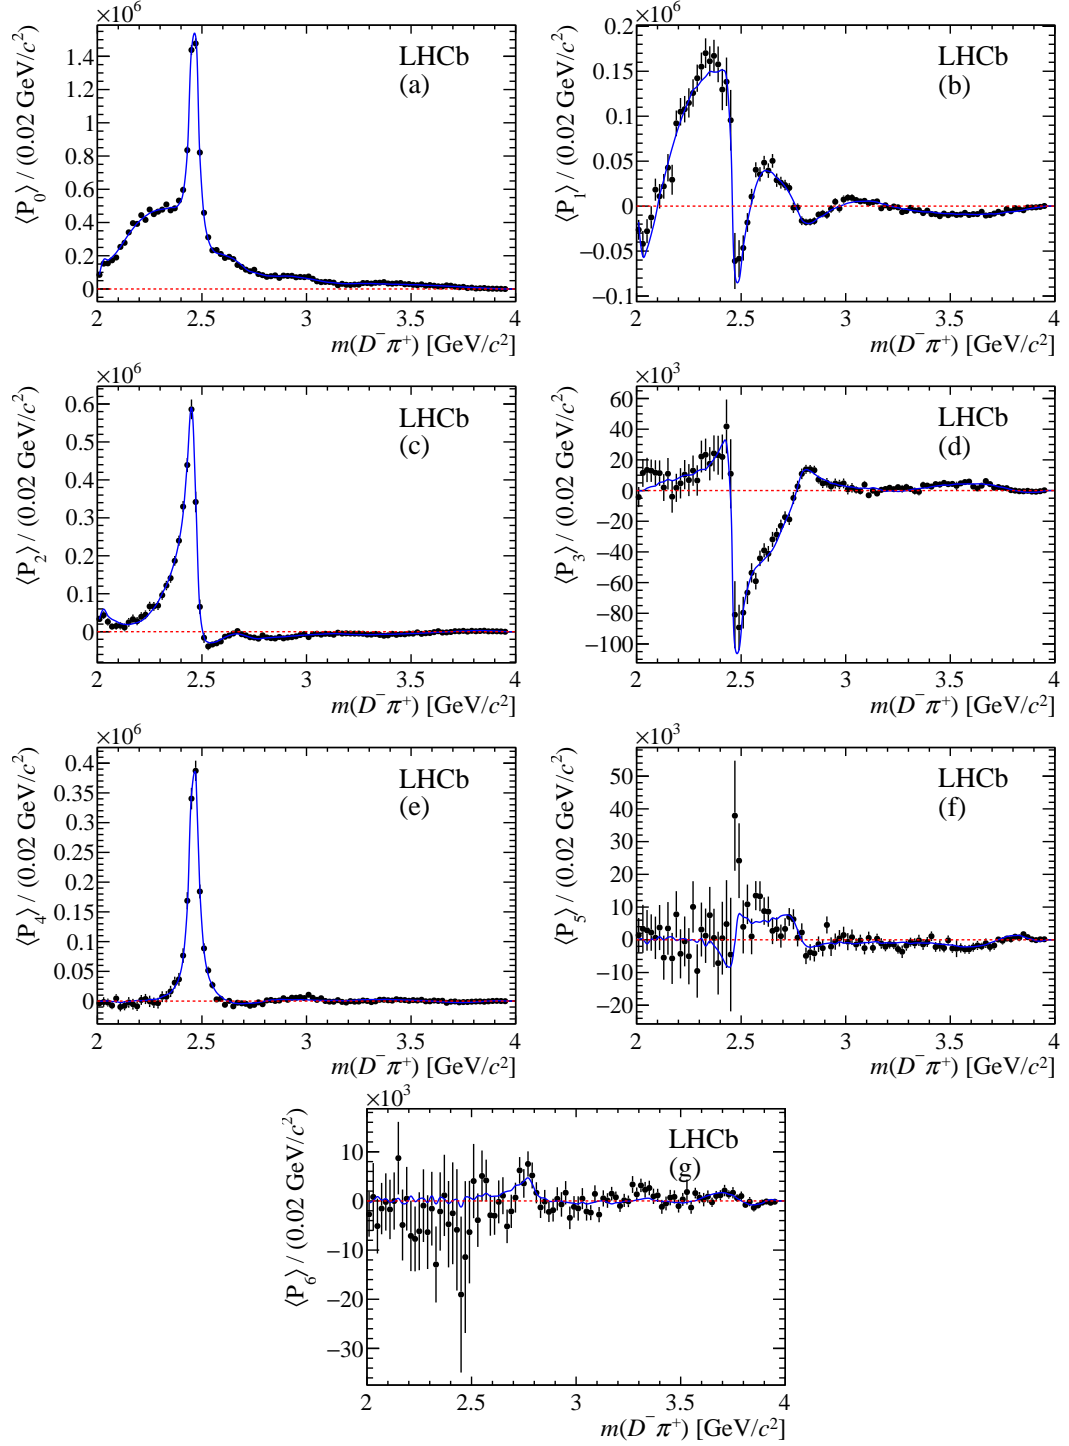 ×10⁶
⟨P₀⟩ / (0.02 GeV/c²)
1.4
1.2
1
0.8
0.6
0.4
0.2
0
LHCb
(a)
2 2.5 3 3.5 4
m(D⁻π⁺) [GeV/c²]
×10⁶
⟨P₁⟩ / (0.02 GeV/c²)
0.2
0.15
0.1
0.05
0
−0.05
−0.1
LHCb
(b)
2 2.5 3 3.5 4
m(D⁻π⁺) [GeV/c²]
×10⁶
⟨P₂⟩ / (0.02 GeV/c²)
0.6
0.5
0.4
0.3
0.2
0.1
0
LHCb
(c)
2 2.5 3 3.5 4
m(D⁻π⁺) [GeV/c²]
×10³
⟨P₃⟩ / (0.02 GeV/c²)
60
40
20
0
−20
−40
−60
−80
−100
LHCb
(d)
2 2.5 3 3.5 4
m(D⁻π⁺) [GeV/c²]
×10⁶
⟨P₄⟩ / (0.02 GeV/c²)
0.4
0.35
0.3
0.25
0.2
0.15
0.1
0.05
0
LHCb
(e)
2 2.5 3 3.5 4
m(D⁻π⁺) [GeV/c²]
×10³
⟨P₅⟩ / (0.02 GeV/c²)
50
40
30
20
10
0
−10
−20
LHCb
(f)
2 2.5 3 3.5 4
m(D⁻π⁺) [GeV/c²]
×10³
⟨P₆⟩ / (0.02 GeV/c²)
10
0
−10
−20
−30
LHCb
(g)
2 2.5 3 3.5 4
m(D⁻π⁺) [GeV/c²]